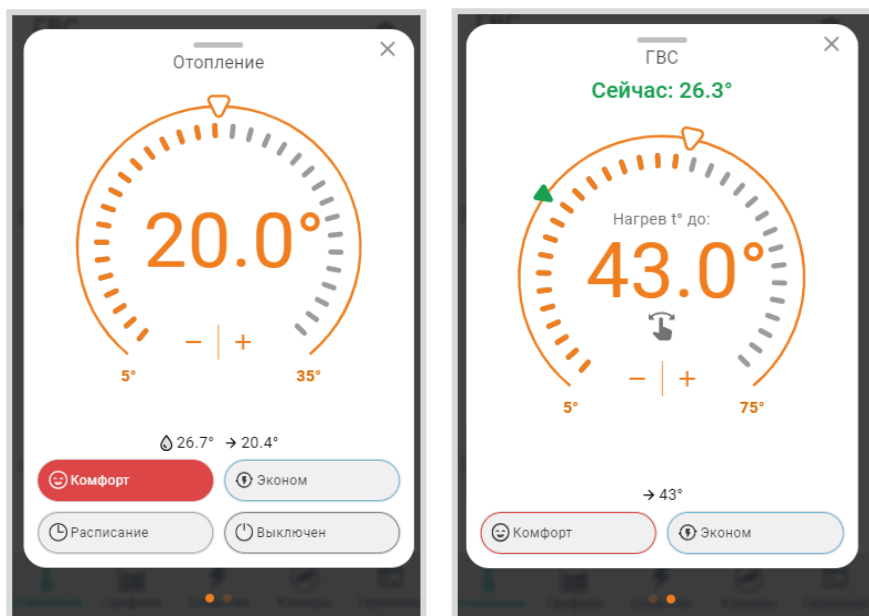 Отопление
20.0°
− +
5° 35°
26.7° → 20.4°
Комфорт Эконом
Расписание Выключен
ГВС
Сейчас: 26.3°
Нагрев t° до:
43.0°
− +
5° 75°
→ 43°
Комфорт Эконом